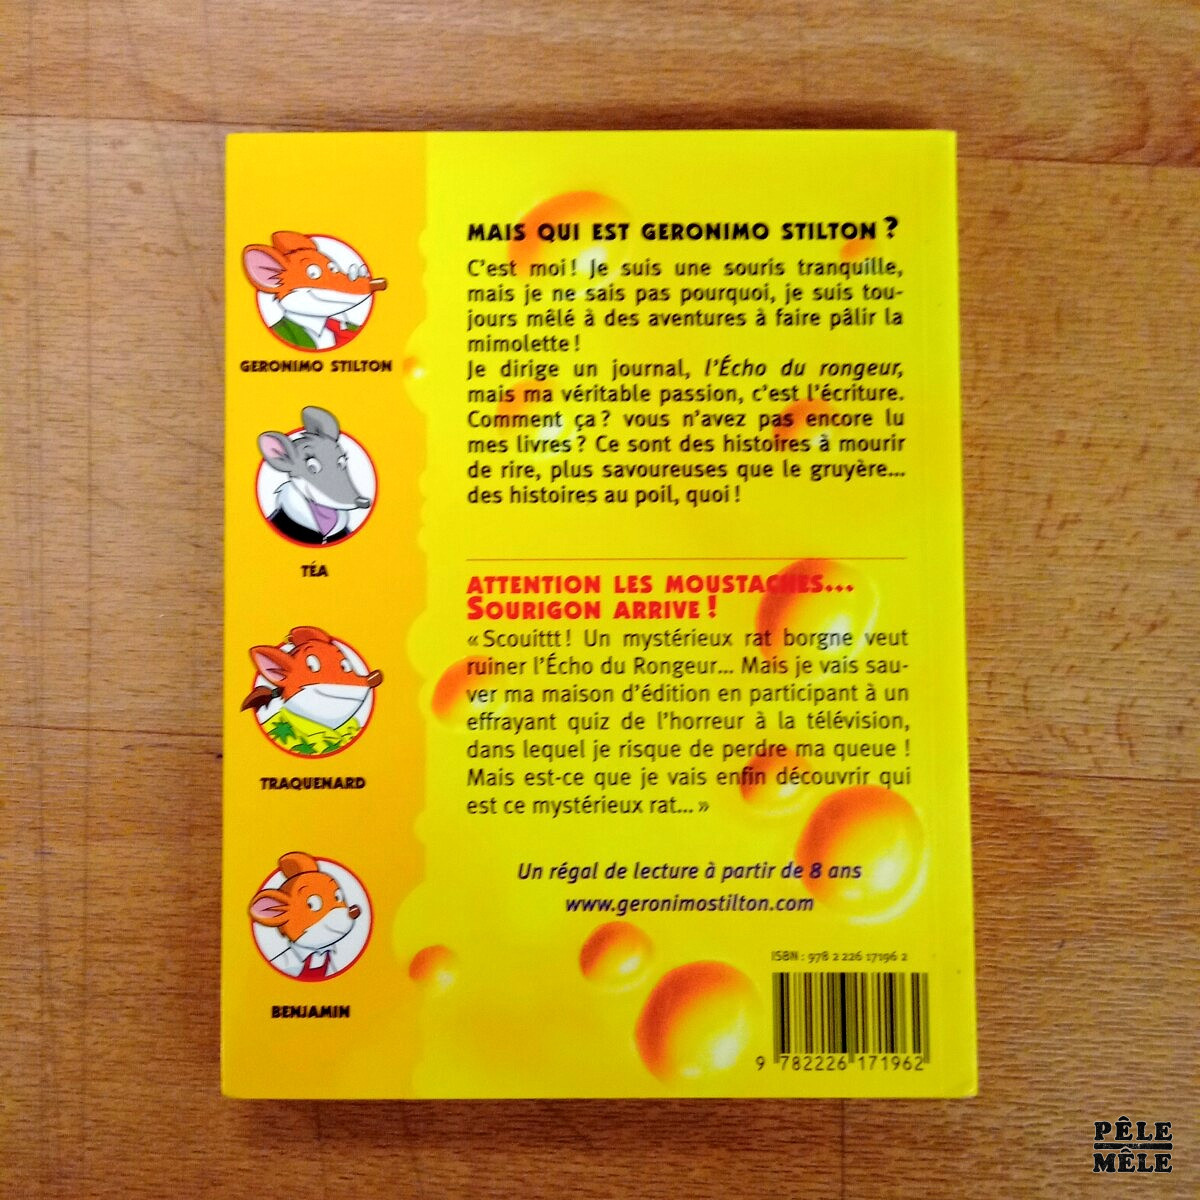 GERONIMO STILTON
TÉA
TRAQUENARD
BENJAMIN
MAIS QUI EST GERONIMO STILTON ?
C'est moi ! Je suis une souris tranquille,
mais je ne sais pas pourquoi, je suis tou-
jours mêlé à des aventures à faire pâlir la
mimolette !
Je dirige un journal, l'Écho du rongeur,
mais ma véritable passion, c'est l'écriture.
Comment ça ? vous n'avez pas encore lu
mes livres ? Ce sont des histoires à mourir
de rire, plus savoureuses que le gruyère...
des histoires au poil, quoi !
ATTENTION LES MOUSTACHES...
SOURIGON ARRIVE !
« Scouittt ! Un mystérieux rat borgne veut
ruiner l'Écho du Rongeur... Mais je vais sau-
ver ma maison d'édition en participant à un
effrayant quiz de l'horreur à la télévision,
dans lequel je risque de perdre ma queue !
Mais est-ce que je vais enfin découvrir qui
est ce mystérieux rat... »
Un régal de lecture à partir de 8 ans
www.geronimostilton.com
ISBN : 978 2 226 17196 2
9 782226 171962
PÊLE
MÊLE